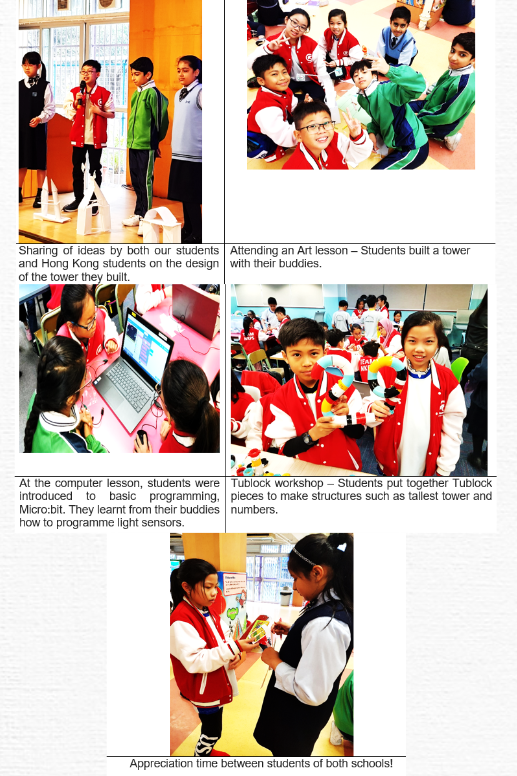 Sharing of ideas by both our students
and Hong Kong students on the design
of the tower they built.
Attending an Art lesson – Students built a tower
with their buddies.
At the computer lesson, students were
introduced to basic programming,
Micro:bit. They learnt from their buddies
how to programme light sensors.
Tublock workshop – Students put together Tublock
pieces to make structures such as tallest tower and
numbers.
Appreciation time between students of both schools!